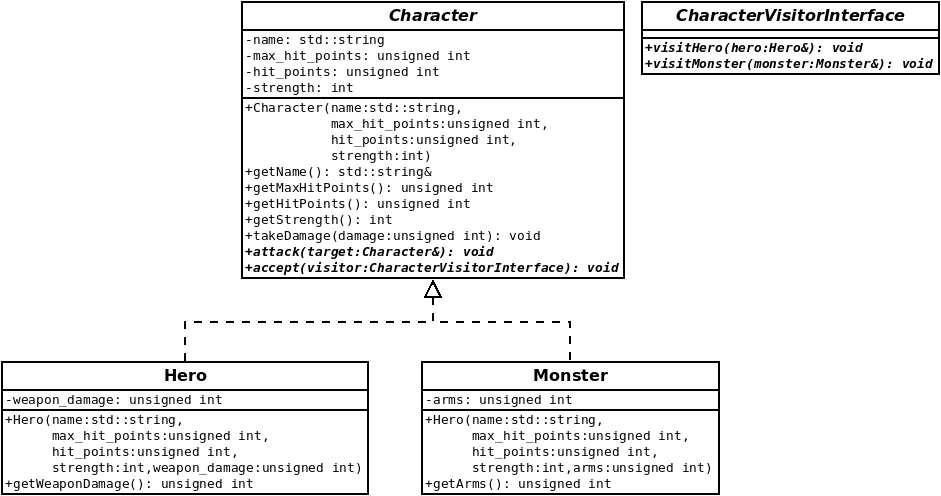 Character
-name: std::string
-max_hit_points: unsigned int
-hit_points: unsigned int
-strength: int
+Character(name:std::string,
max_hit_points:unsigned int,
hit_points:unsigned int,
strength:int)
+getName(): std::string&
+getMaxHitPoints(): unsigned int
+getHitPoints(): unsigned int
+getStrength(): int
+takeDamage(damage:unsigned int): void
+attack(target:Character&): void
+accept(visitor:CharacterVisitorInterface): void
CharacterVisitorInterface
+visitHero(hero:Hero&): void
+visitMonster(monster:Monster&): void
Hero
-weapon_damage: unsigned int
+Hero(name:std::string,
max_hit_points:unsigned int,
hit_points:unsigned int,
strength:int,weapon_damage:unsigned int)
+getWeaponDamage(): unsigned int
Monster
-arms: unsigned int
+Hero(name:std::string,
max_hit_points:unsigned int,
hit_points:unsigned int,
strength:int,arms:unsigned int)
+getArms(): unsigned int